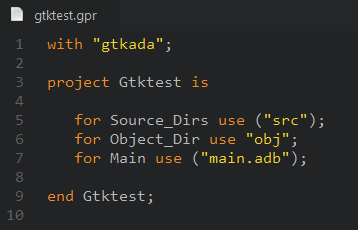 gtktest.gpr
1 with "gtkada";
2
3 project Gtktest is
4
5    for Source_Dirs use ("src");
6    for Object_Dir use "obj";
7    for Main use ("main.adb");
8
9 end Gtktest;
10